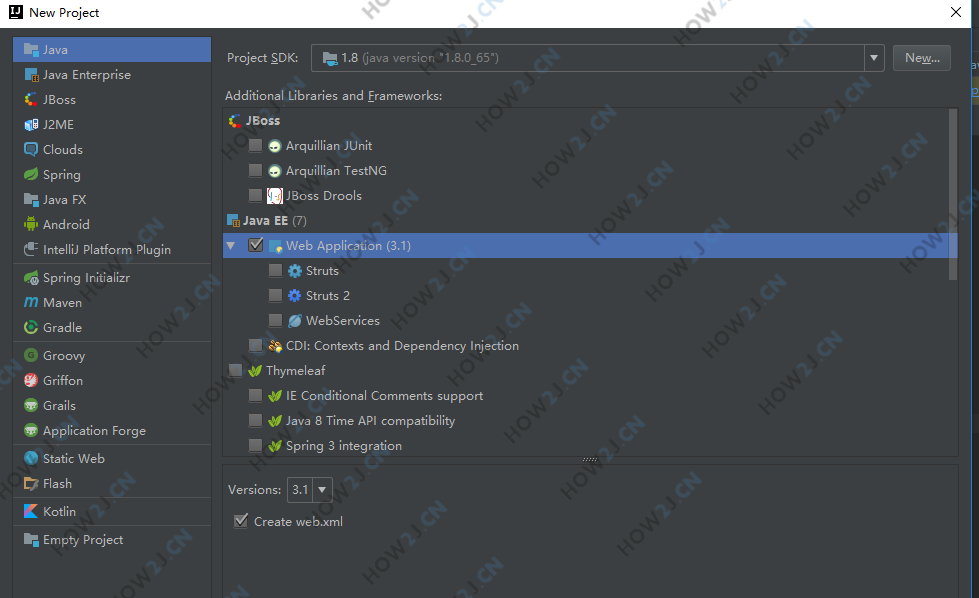 New Project
Java
Java Enterprise
JBoss
J2ME
Clouds
Spring
Java FX
Android
IntelliJ Platform Plugin
Spring Initializr
Maven
Gradle
Groovy
Griffon
Grails
Application Forge
Static Web
Flash
Kotlin
Empty Project
Project SDK: 1.8 (java version "1.8.0_65") New...
Additional Libraries and Frameworks:
JBoss
Arquillian JUnit
Arquillian TestNG
JBoss Drools
Java EE (7)
Web Application (3.1)
Struts
Struts 2
WebServices
CDI: Contexts and Dependency Injection
Thymeleaf
IE Conditional Comments support
Java 8 Time API compatibility
Spring 3 integration
Versions: 3.1
Create web.xml
HOW2J.CN